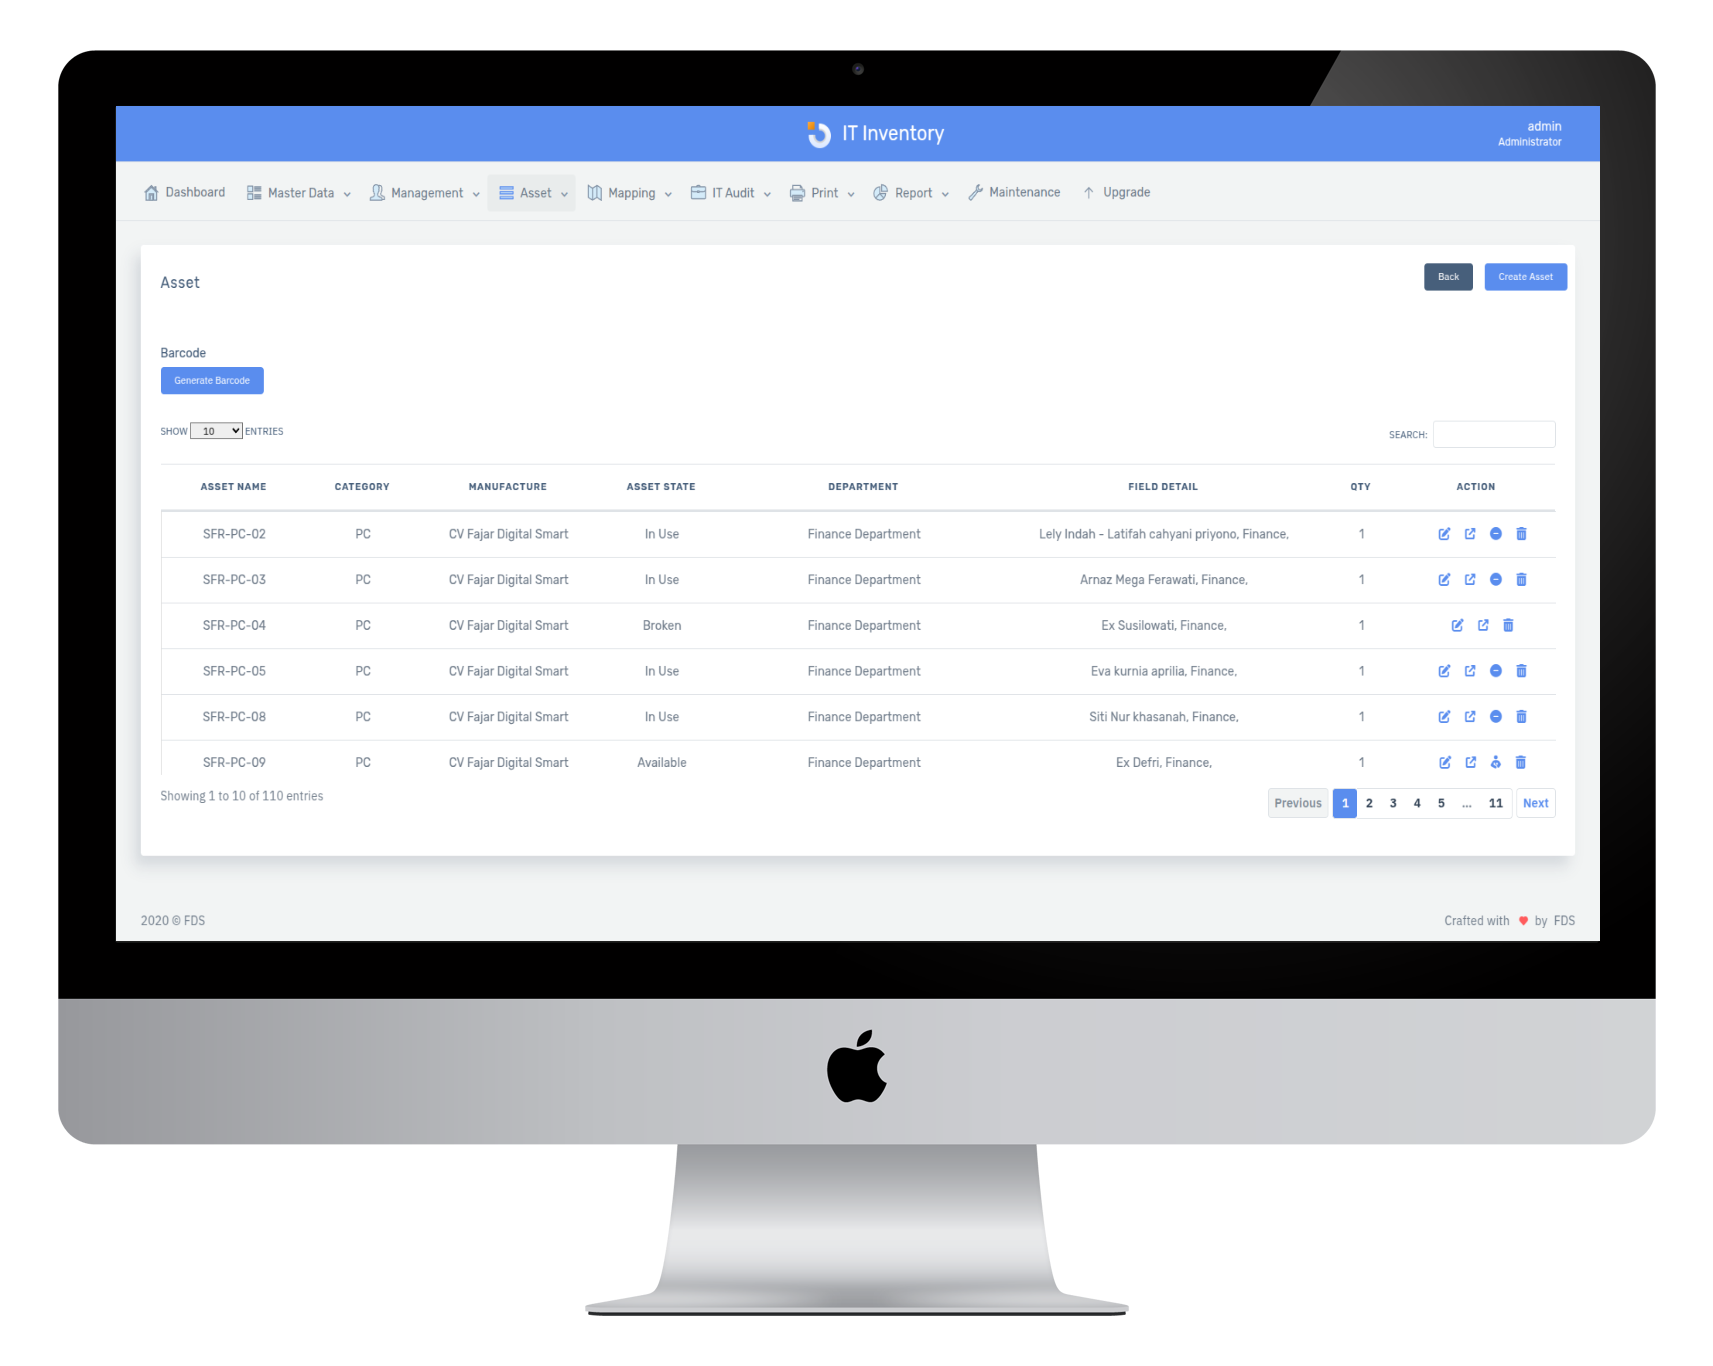 IT Inventory
admin
Administrator
Dashboard Master Data Management Asset Mapping IT Audit Print Report Maintenance Upgrade
Asset
Back Create Asset
Barcode
Generate Barcode
SHOW 10 ENTRIES
SEARCH:
ASSET NAME CATEGORY MANUFACTURE ASSET STATE DEPARTMENT FIELD DETAIL QTY ACTION
SFR-PC-02 PC CV Fajar Digital Smart In Use Finance Department Lely Indah - Latifah cahyani priyono, Finance, 1
SFR-PC-03 PC CV Fajar Digital Smart In Use Finance Department Arnaz Mega Ferawati, Finance, 1
SFR-PC-04 PC CV Fajar Digital Smart Broken Finance Department Ex Susilowati, Finance, 1
SFR-PC-05 PC CV Fajar Digital Smart In Use Finance Department Eva kurnia aprilia, Finance, 1
SFR-PC-08 PC CV Fajar Digital Smart In Use Finance Department Siti Nur khasanah, Finance, 1
SFR-PC-09 PC CV Fajar Digital Smart Available Finance Department Ex Defri, Finance, 1
Showing 1 to 10 of 110 entries
Previous 1 2 3 4 5 ... 11 Next
2020 © FDS
Crafted with ♥ by FDS